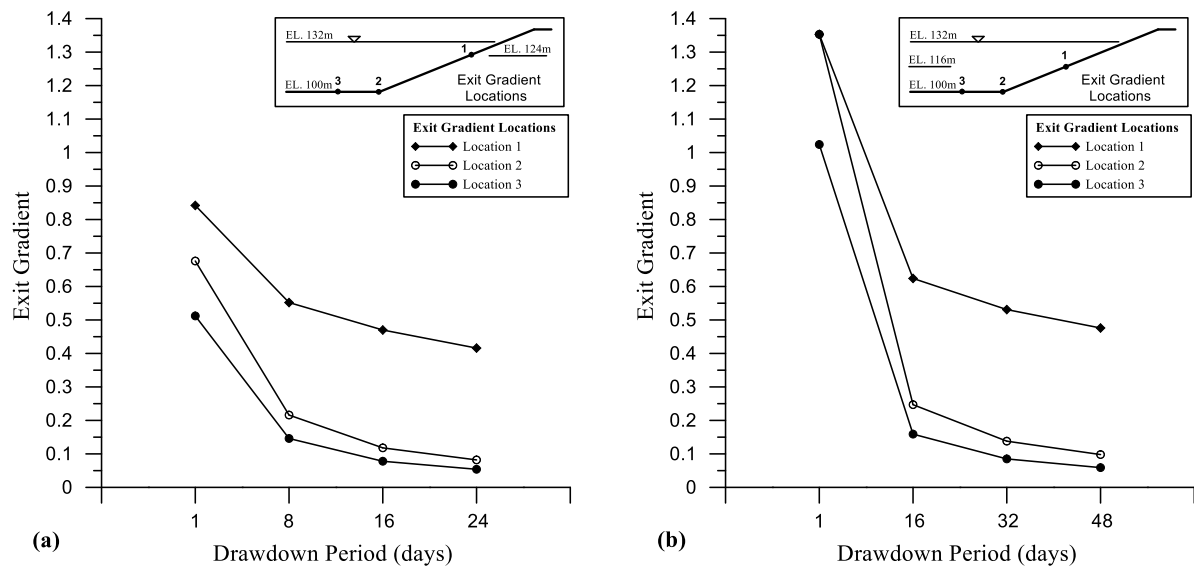 1.4
1.3
1.2
1.1
1
0.9
0.8
0.7
0.6
0.5
0.4
0.3
0.2
0.1
0
Exit Gradient
EL. 132m
1
EL. 124m
EL. 100m
3
2
Exit Gradient
Locations
Exit Gradient Locations
Location 1
Location 2
Location 3
1
8
16
24
(a)
Drawdown Period (days)
1.4
1.3
1.2
1.1
1
0.9
0.8
0.7
0.6
0.5
0.4
0.3
0.2
0.1
0
Exit Gradient
EL. 132m
1
EL. 116m
EL. 100m
3
2
Exit Gradient
Locations
Exit Gradient Locations
Location 1
Location 2
Location 3
1
16
32
48
(b)
Drawdown Period (days)